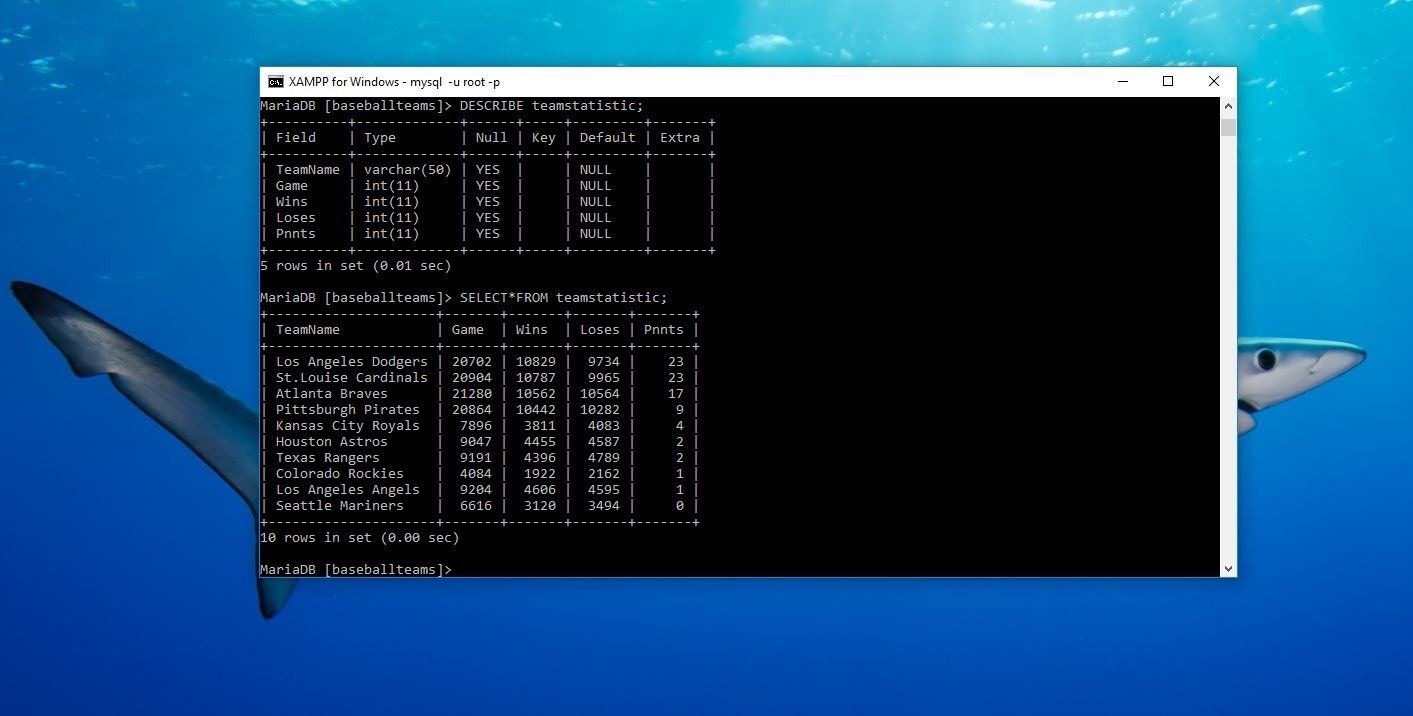 XAMPP for Windows - mysql  -u root -p
MariaDB [baseballteams]> DESCRIBE teamstatistic;
+----------+-------------+------+-----+---------+-------+
| Field    | Type        | Null | Key | Default | Extra |
+----------+-------------+------+-----+---------+-------+
| TeamName | varchar(50) | YES  |     | NULL    |       |
| Game     | int(11)     | YES  |     | NULL    |       |
| Wins     | int(11)     | YES  |     | NULL    |       |
| Loses    | int(11)     | YES  |     | NULL    |       |
| Pnnts    | int(11)     | YES  |     | NULL    |       |
+----------+-------------+------+-----+---------+-------+
5 rows in set (0.01 sec)
MariaDB [baseballteams]> SELECT*FROM teamstatistic;
+---------------------+-------+-------+-------+-------+
| TeamName            | Game  | Wins  | Loses | Pnnts |
+---------------------+-------+-------+-------+-------+
| Los Angeles Dodgers | 20702 | 10829 |  9734 |    23 |
| St.Louise Cardinals | 20904 | 10787 |  9965 |    23 |
| Atlanta Braves      | 21280 | 10562 | 10564 |    17 |
| Pittsburgh Pirates  | 20864 | 10442 | 10282 |     9 |
| Kansas City Royals  |  7896 |  3811 |  4083 |     4 |
| Houston Astros      |  9047 |  4455 |  4587 |     2 |
| Texas Rangers       |  9191 |  4396 |  4789 |     2 |
| Colorado Rockies    |  4084 |  1922 |  2162 |     1 |
| Los Angeles Angels  |  9204 |  4606 |  4595 |     1 |
| Seattle Mariners    |  6616 |  3120 |  3494 |     0 |
+---------------------+-------+-------+-------+-------+
10 rows in set (0.00 sec)
MariaDB [baseballteams]>